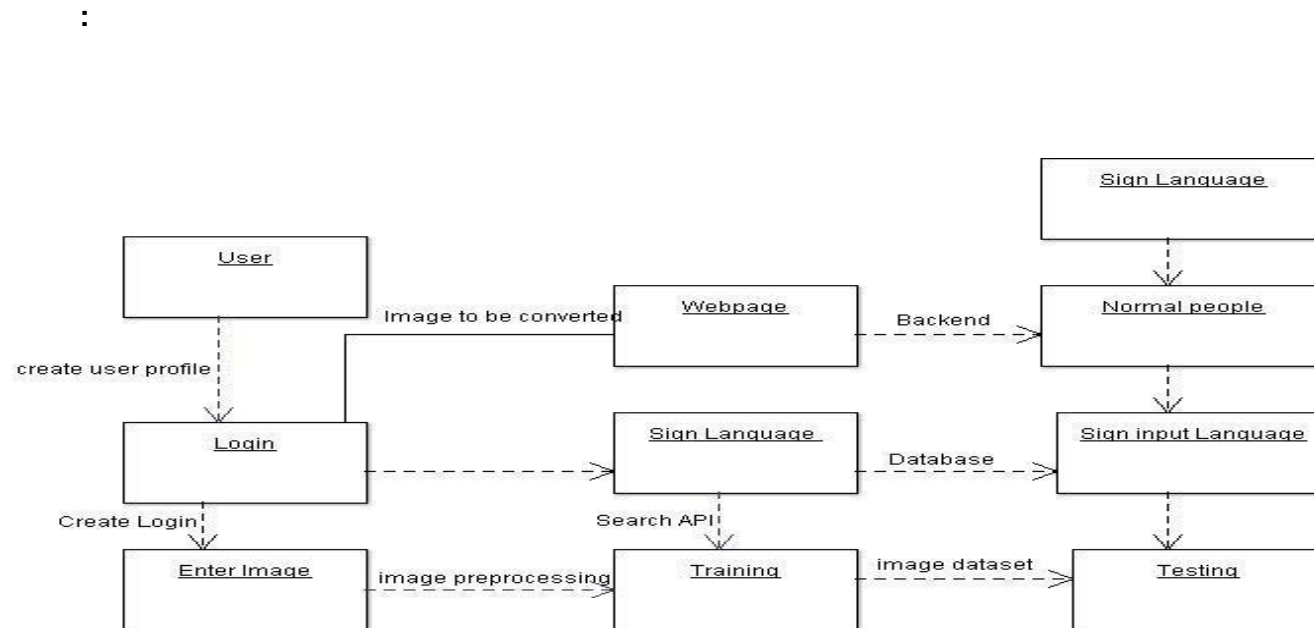 :
Sign Language
User
Image to be converted
Webpage
Backend
Normal people
create user profile
Login
Sign Language
Database
Sign input Language
Create Login
Search API
Enter Image
image preprocessing
Training
image dataset
Testing